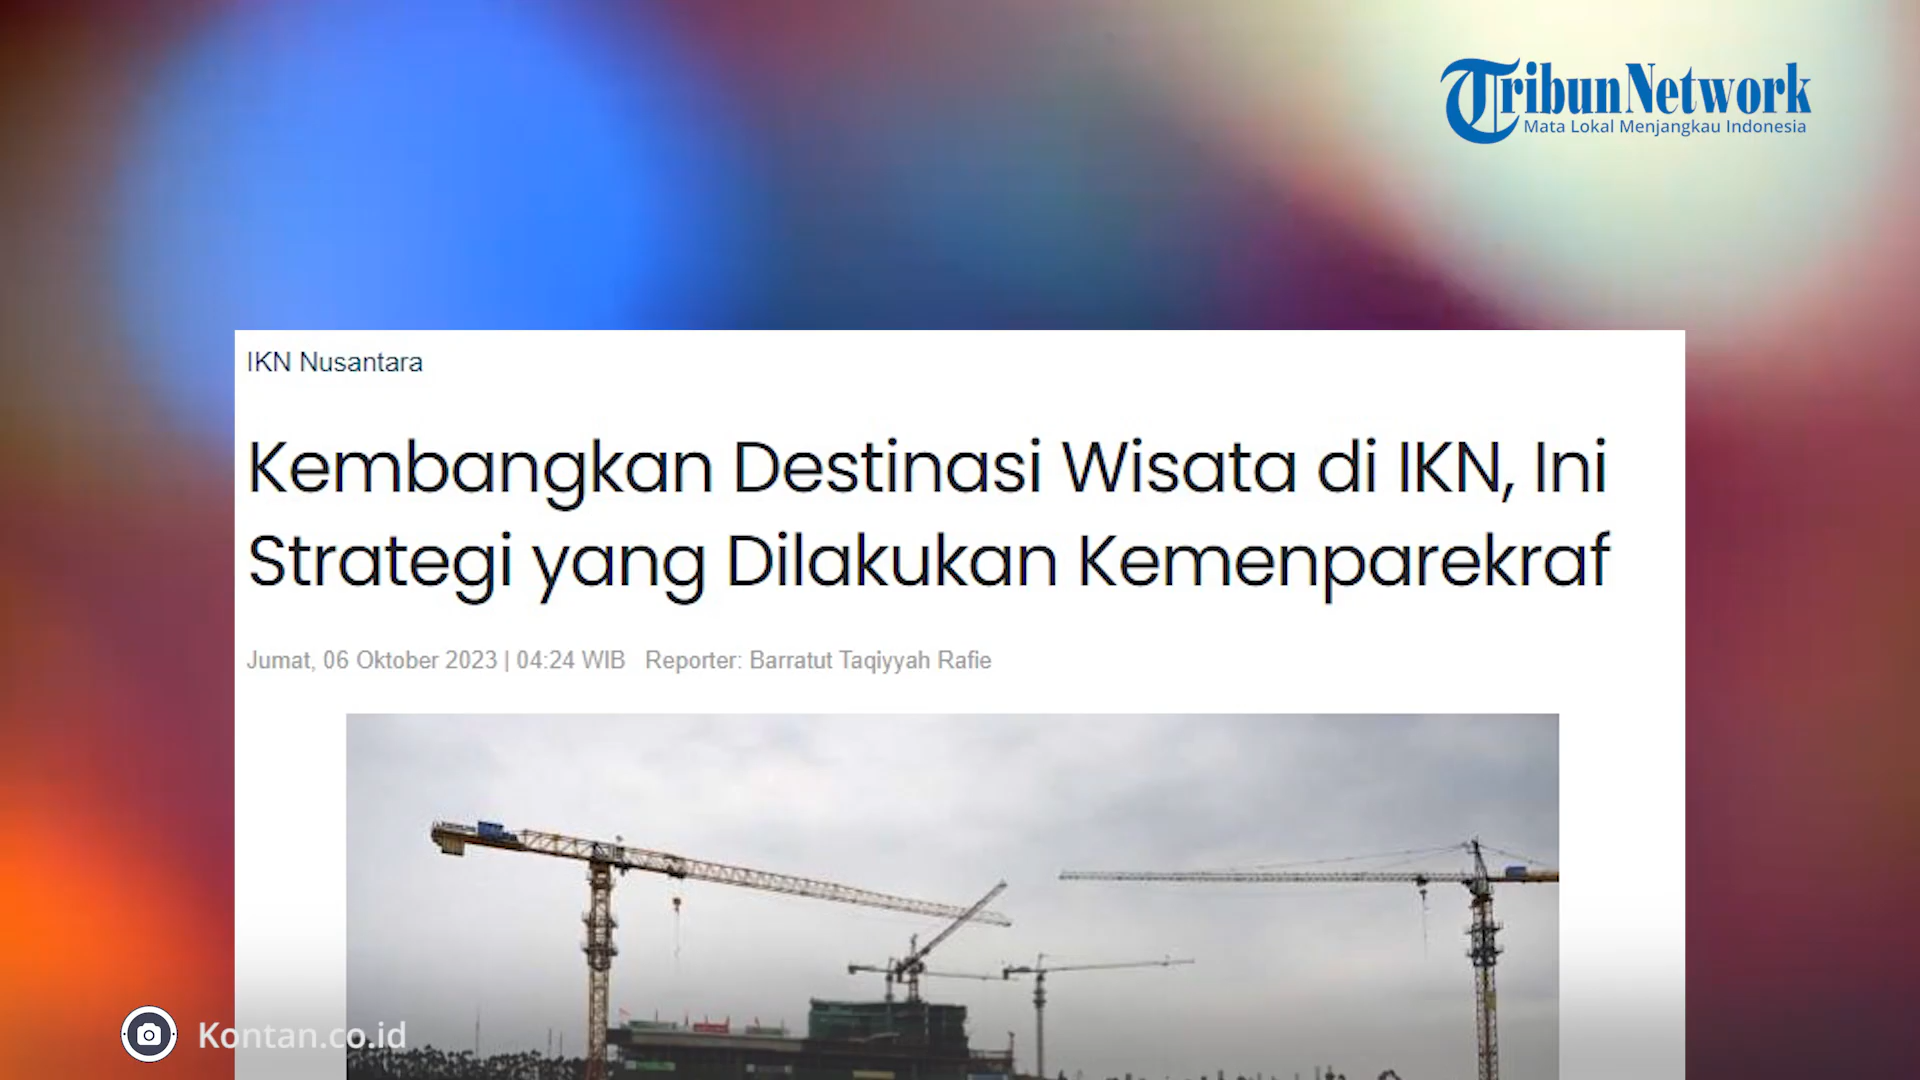 TribunNetwork
Mata Lokal Menjangkau Indonesia
IKN Nusantara
Kembangkan Destinasi Wisata di IKN, Ini
Strategi yang Dilakukan Kemenparekraf
Jumat, 06 Oktober 2023 | 04:24 WIB Reporter: Barratut Taqiyyah Rafie
Kontan.co.id